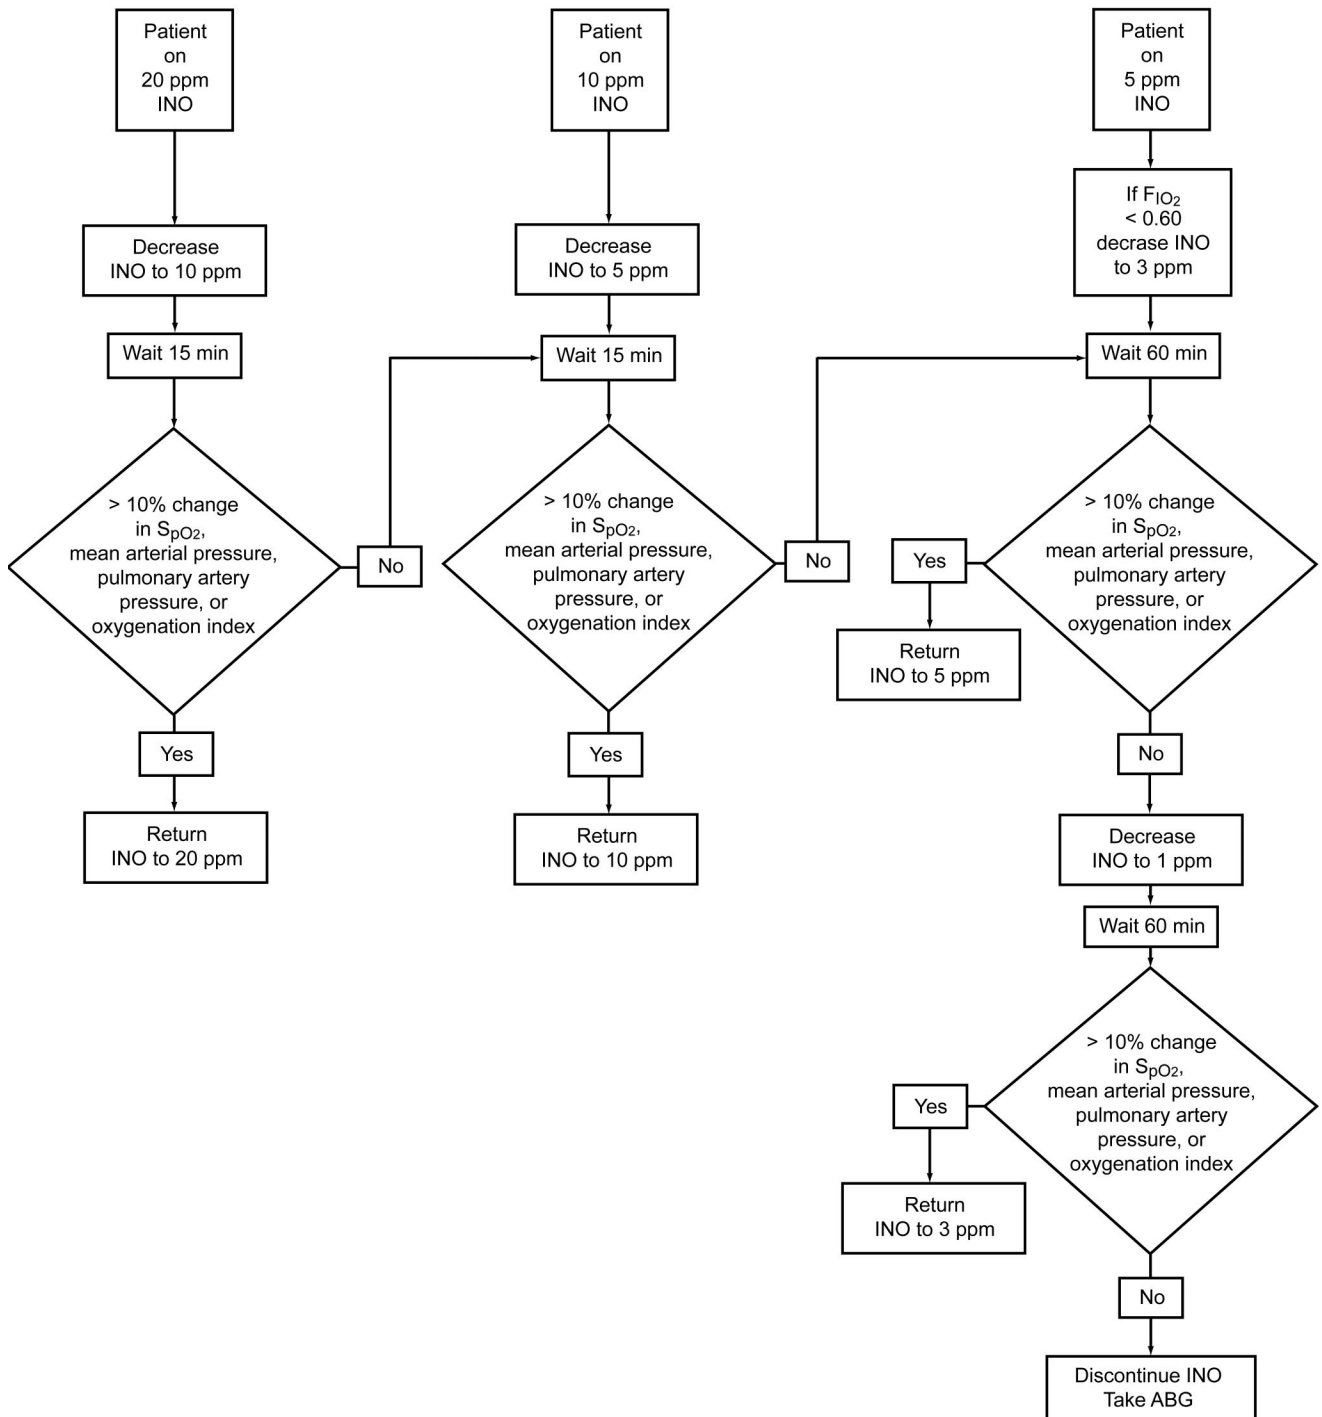 Patient
on
20 ppm
INO
Decrease
INO to 10 ppm
Wait 15 min
> 10% change
in SpO2,
mean arterial pressure,
pulmonary artery
pressure, or
oxygenation index
No
Yes
Return
INO to 20 ppm
Patient
on
10 ppm
INO
Decrease
INO to 5 ppm
Wait 15 min
> 10% change
in SpO2,
mean arterial pressure,
pulmonary artery
pressure, or
oxygenation index
No
Yes
Return
INO to 10 ppm
Patient
on
5 ppm
INO
If FIO2
< 0.60
decrase INO
to 3 ppm
Wait 60 min
> 10% change
in SpO2,
mean arterial pressure,
pulmonary artery
pressure, or
oxygenation index
Yes
Return
INO to 5 ppm
No
Decrease
INO to 1 ppm
Wait 60 min
> 10% change
in SpO2,
mean arterial pressure,
pulmonary artery
pressure, or
oxygenation index
Yes
Return
INO to 3 ppm
No
Discontinue INO
Take ABG